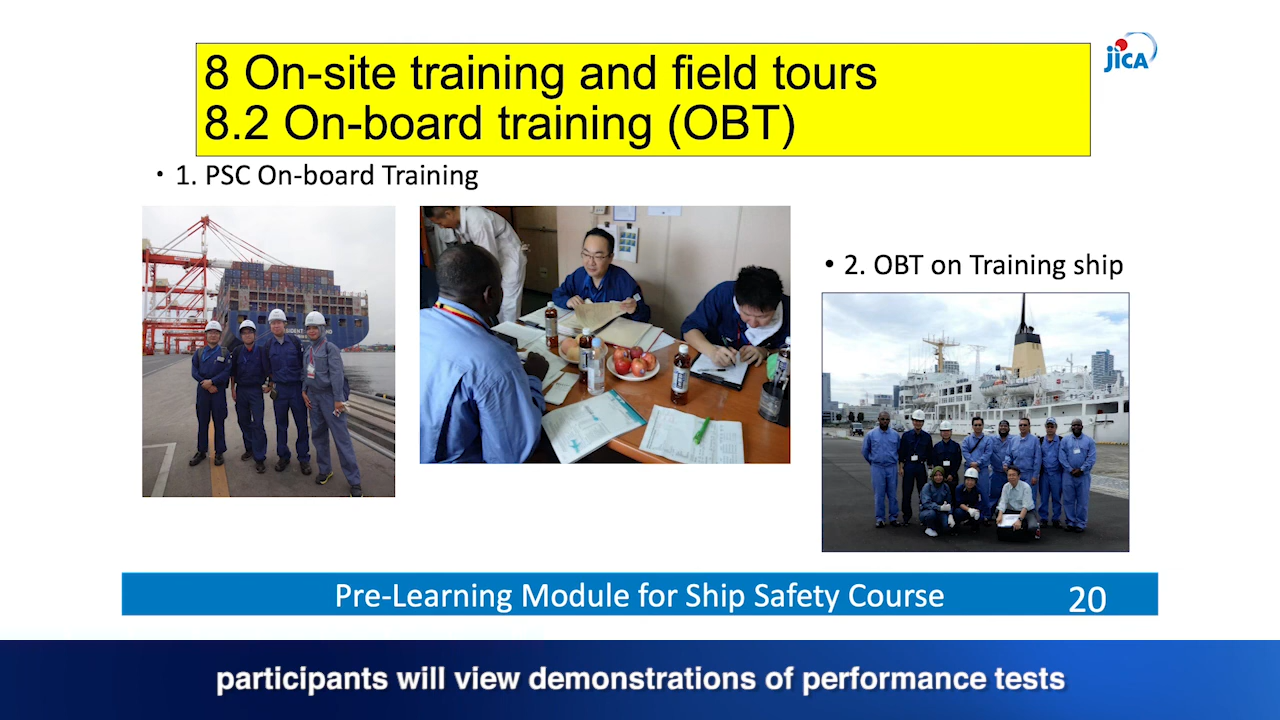 8 On-site training and field tours
8.2 On-board training (OBT)
jICA
• 1. PSC On-board Training
• 2. OBT on Training ship
Pre-Learning Module for Ship Safety Course
20
participants will view demonstrations of performance tests